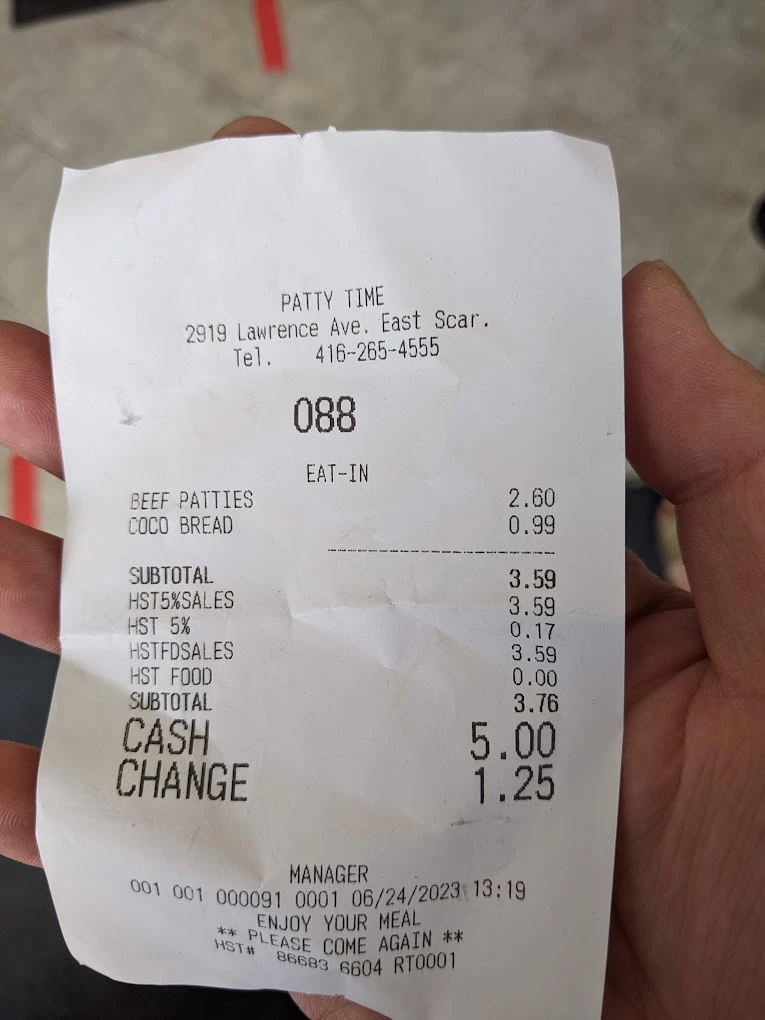 PATTY TIME
2919 Lawrence Ave. East Scar.
Tel. 416-265-4555
088
EAT-IN
BEEF PATTIES 2.60
COCO BREAD 0.99
SUBTOTAL 3.59
HST5%SALES 3.59
HST 5% 0.17
HSTFDSALES 3.59
HST FOOD 0.00
SUBTOTAL 3.76
CASH 5.00
CHANGE 1.25
MANAGER
001 001 000091 0001 06/24/2023 13:19
ENJOY YOUR MEAL
** PLEASE COME AGAIN **
HST# 86683 6604 RT0001